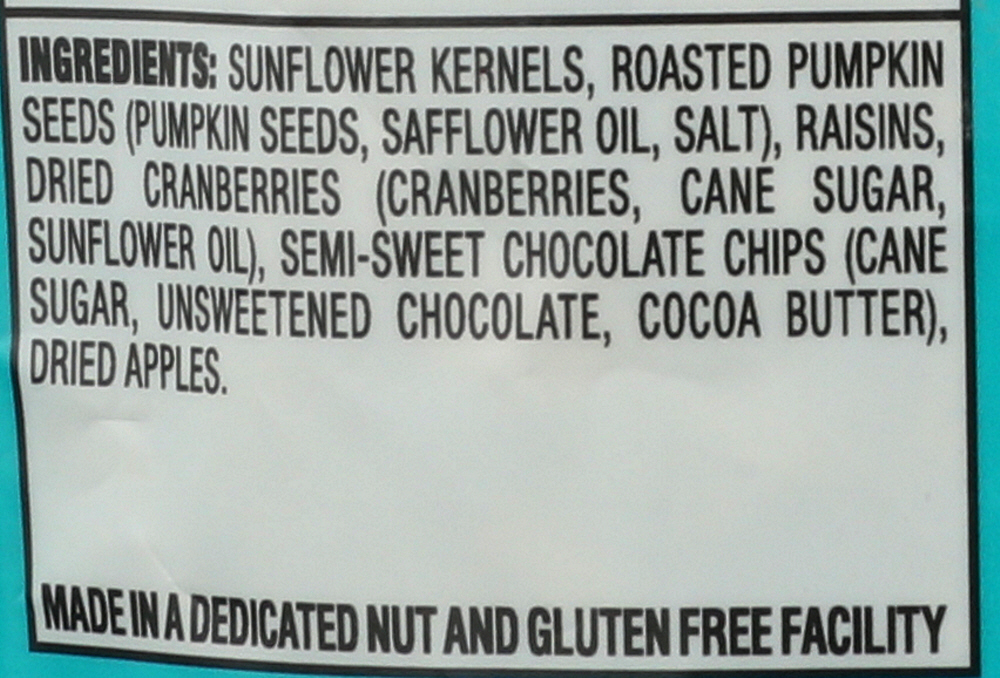 INGREDIENTS: SUNFLOWER KERNELS, ROASTED PUMPKIN
SEEDS (PUMPKIN SEEDS, SAFFLOWER OIL, SALT), RAISINS,
DRIED CRANBERRIES (CRANBERRIES, CANE SUGAR,
SUNFLOWER OIL), SEMI-SWEET CHOCOLATE CHIPS (CANE
SUGAR, UNSWEETENED CHOCOLATE, COCOA BUTTER),
DRIED APPLES.
MADE IN A DEDICATED NUT AND GLUTEN FREE FACILITY